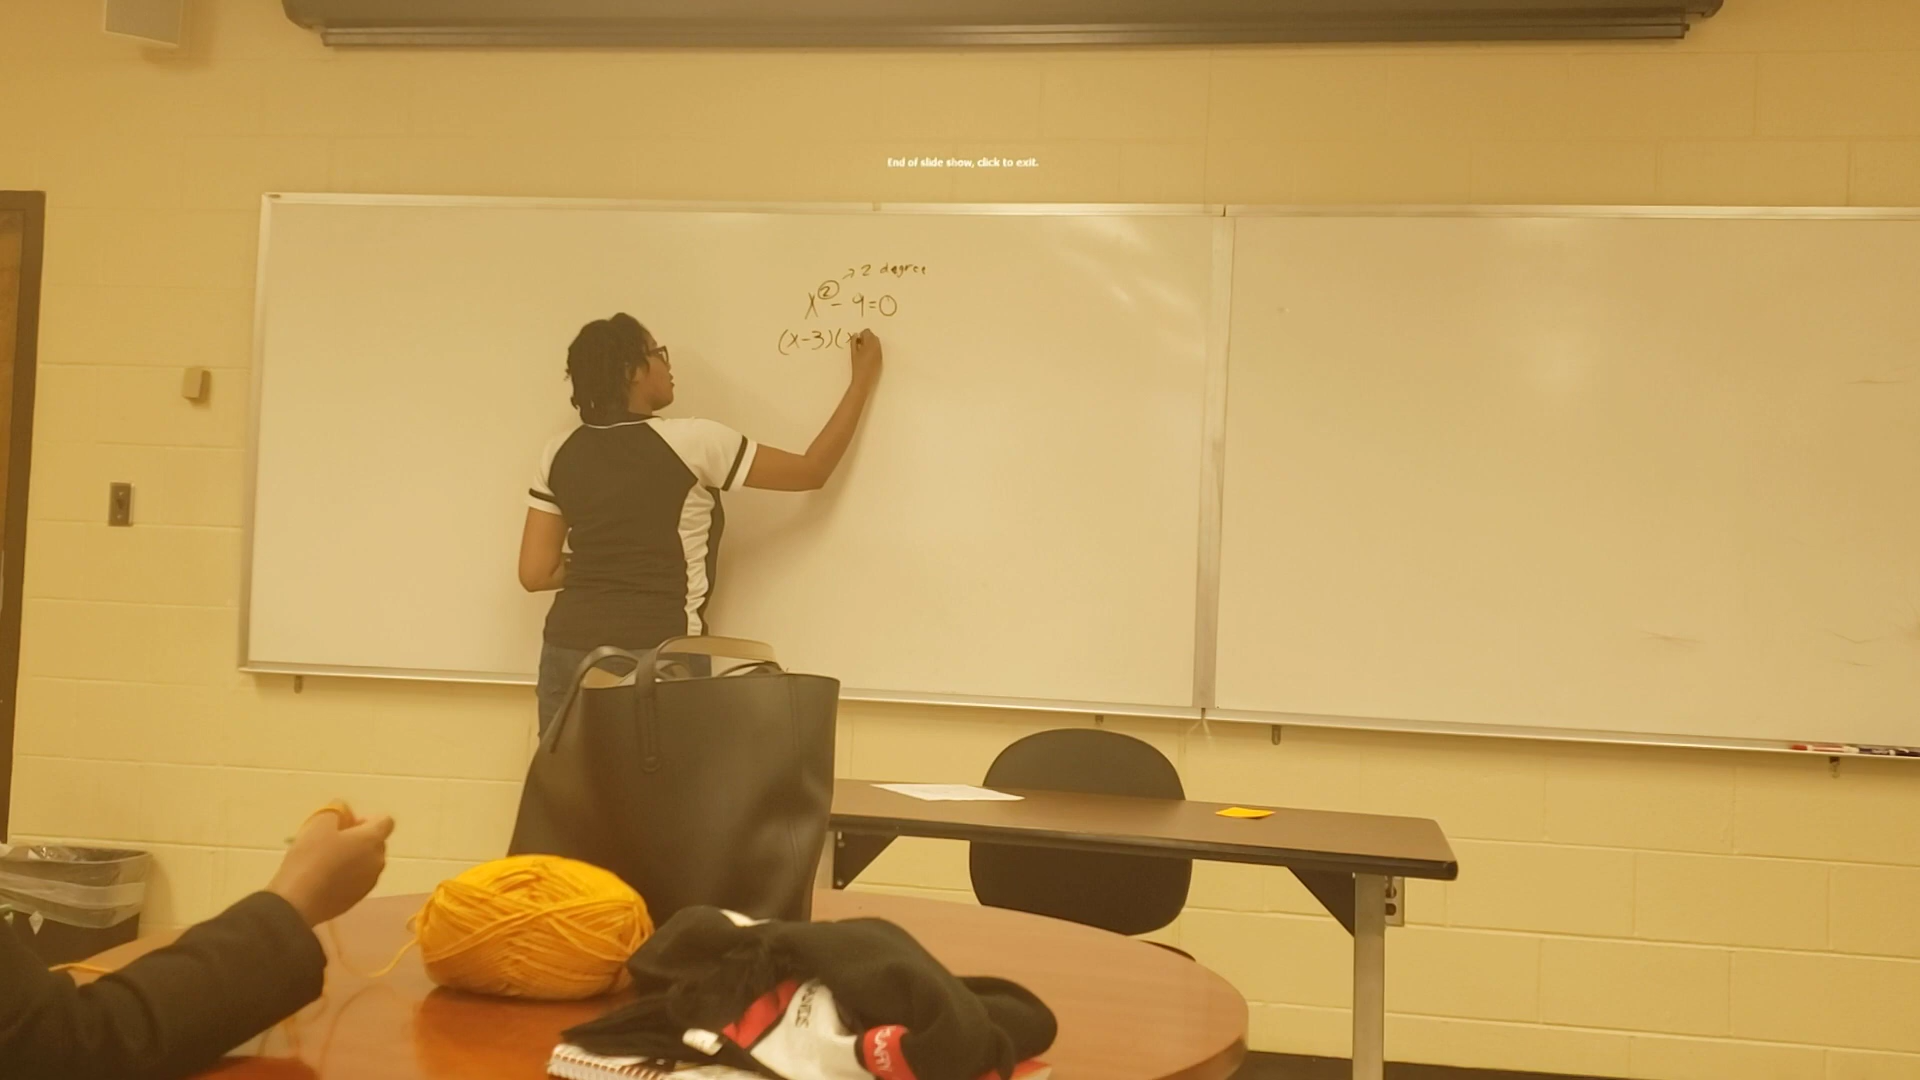 End of slide show, click to exit.
→ 2 degree
x² - 9=0
(x-3)(x